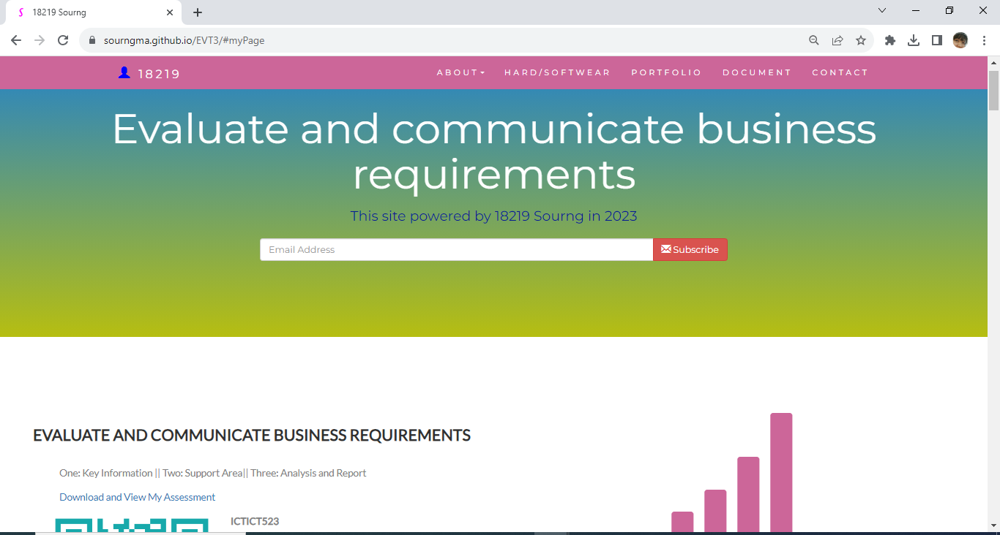 18219 Sourng
sourngma.github.io/EVT3/#myPage
18219
ABOUT
HARD/SOFTWEAR
PORTFOLIO
DOCUMENT
CONTACT
Evaluate and communicate business
requirements
This site powered by 18219 Sourng in 2023
Email Address
Subscribe
EVALUATE AND COMMUNICATE BUSINESS REQUIREMENTS
One: Key Information || Two: Support Area|| Three: Analysis and Report
Download and View My Assessment
ICTICT523